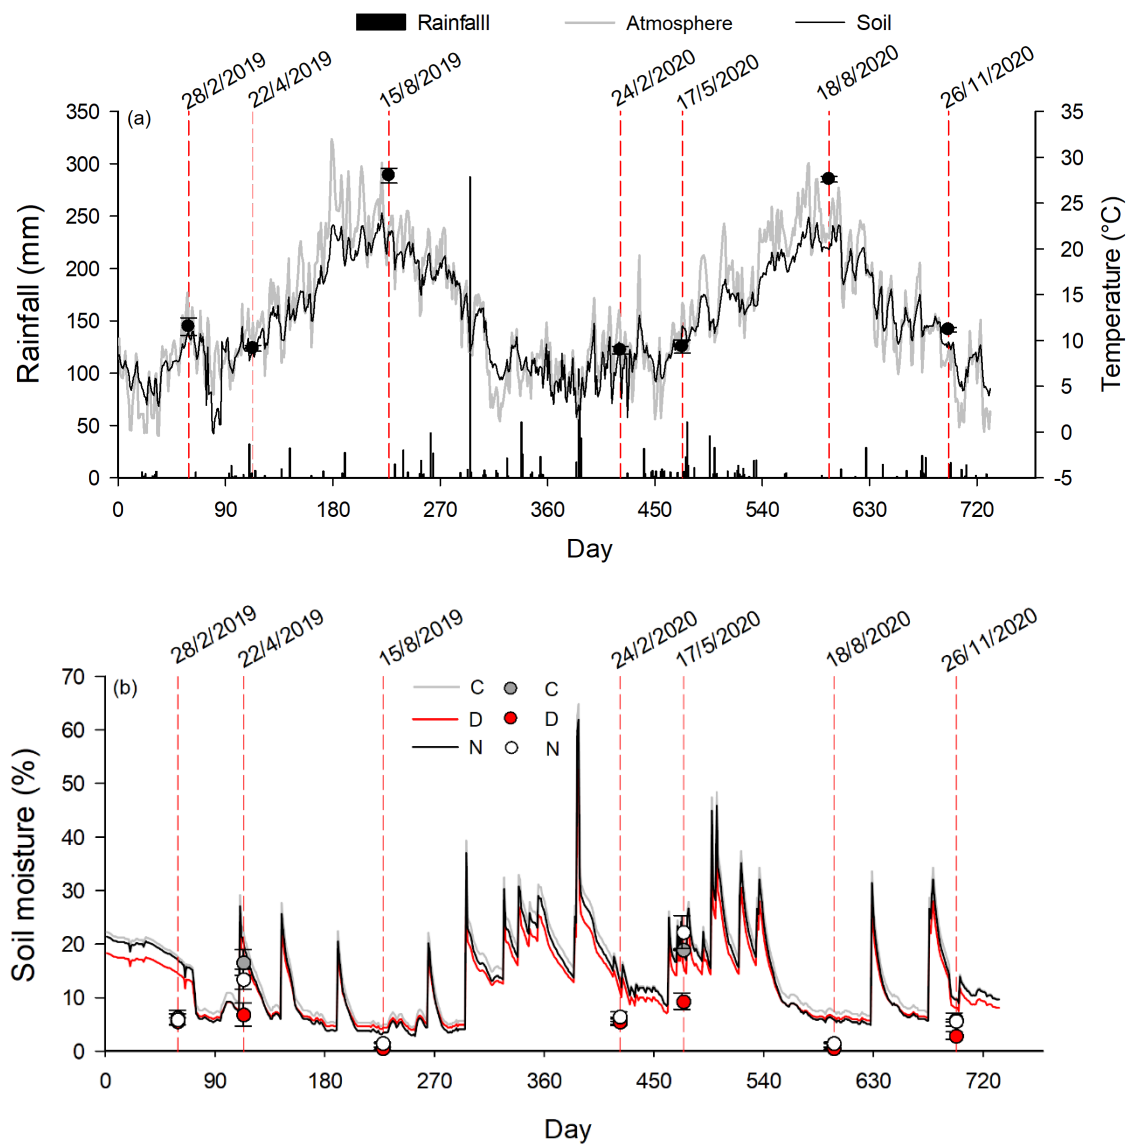 Rainfalll Atmosphere Soil
28/2/2019 22/4/2019 15/8/2019 24/2/2020 17/5/2020 18/8/2020 26/11/2020
(a)
Rainfall (mm)
350
300
250
200
150
100
50
0
35
30
25
20
15
10
5
0
-5
Temperature (°C)
0 90 180 270 360 450 540 630 720
Day
28/2/2019 22/4/2019 15/8/2019 24/2/2020 17/5/2020 18/8/2020 26/11/2020
(b)
C C
D D
N N
Soil moisture (%)
70
60
50
40
30
20
10
0
0 90 180 270 360 450 540 630 720
Day